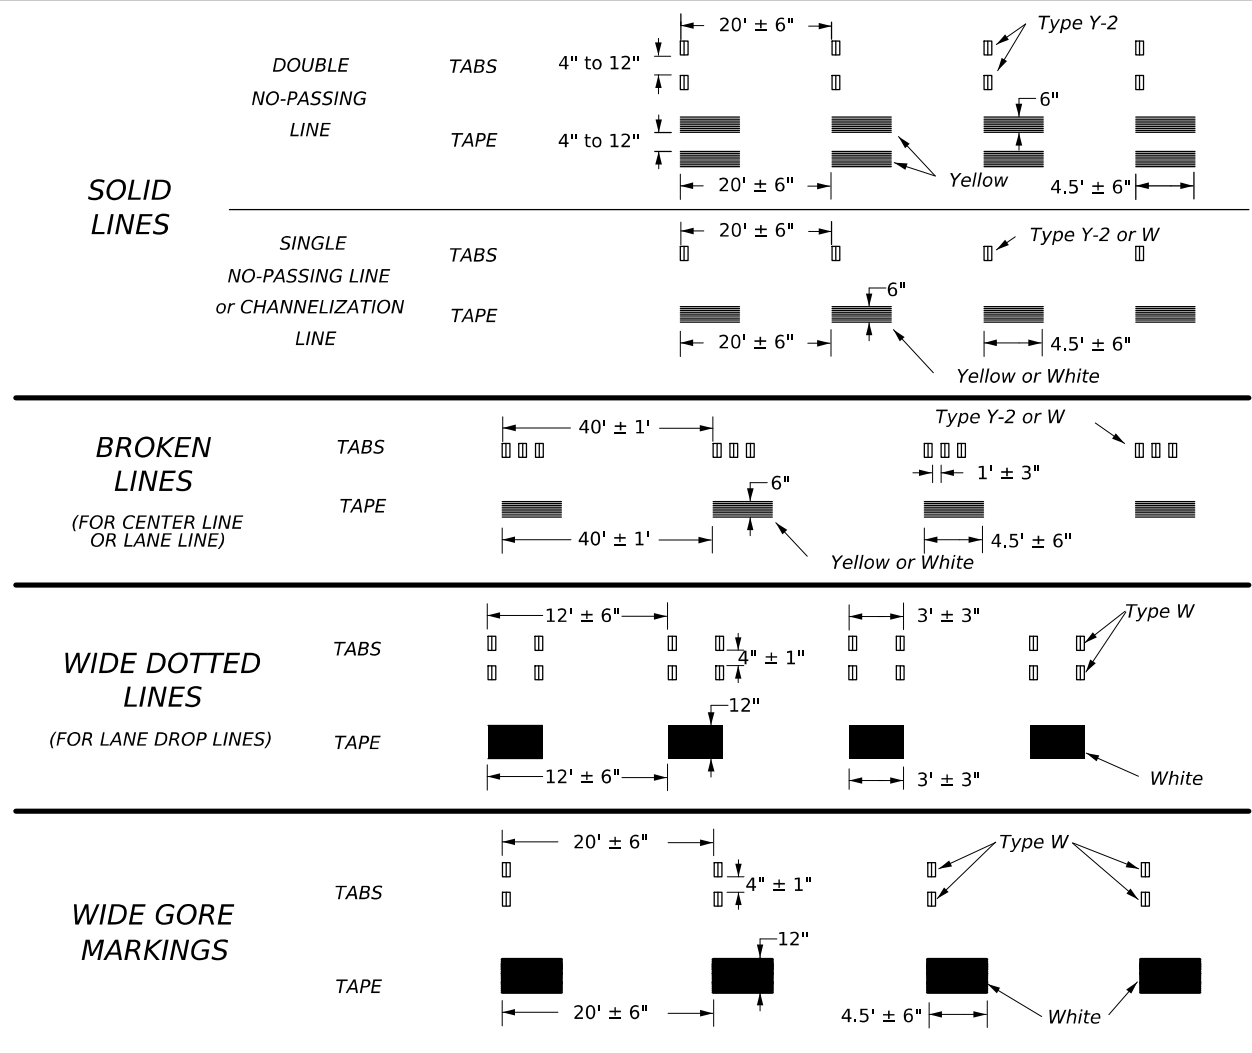 SOLID
LINES
DOUBLE
NO-PASSING
LINE
TABS
20' ± 6"
Type Y-2
4" to 12"
TAPE
4" to 12"
6"
Yellow
20' ± 6"
4.5' ± 6"
SINGLE
NO-PASSING LINE
or CHANNELIZATION
LINE
TABS
20' ± 6"
Type Y-2 or W
TAPE
6"
20' ± 6"
4.5' ± 6"
Yellow or White
BROKEN
LINES
(FOR CENTER LINE
OR LANE LINE)
TABS
40' ± 1'
Type Y-2 or W
1' ± 3"
TAPE
6"
40' ± 1'
4.5' ± 6"
Yellow or White
WIDE DOTTED
LINES
(FOR LANE DROP LINES)
TABS
12' ± 6"
3' ± 3"
Type W
4" ± 1"
TAPE
12"
12' ± 6"
3' ± 3"
White
WIDE GORE
MARKINGS
TABS
20' ± 6"
Type W
4" ± 1"
TAPE
12"
20' ± 6"
4.5' ± 6"
White